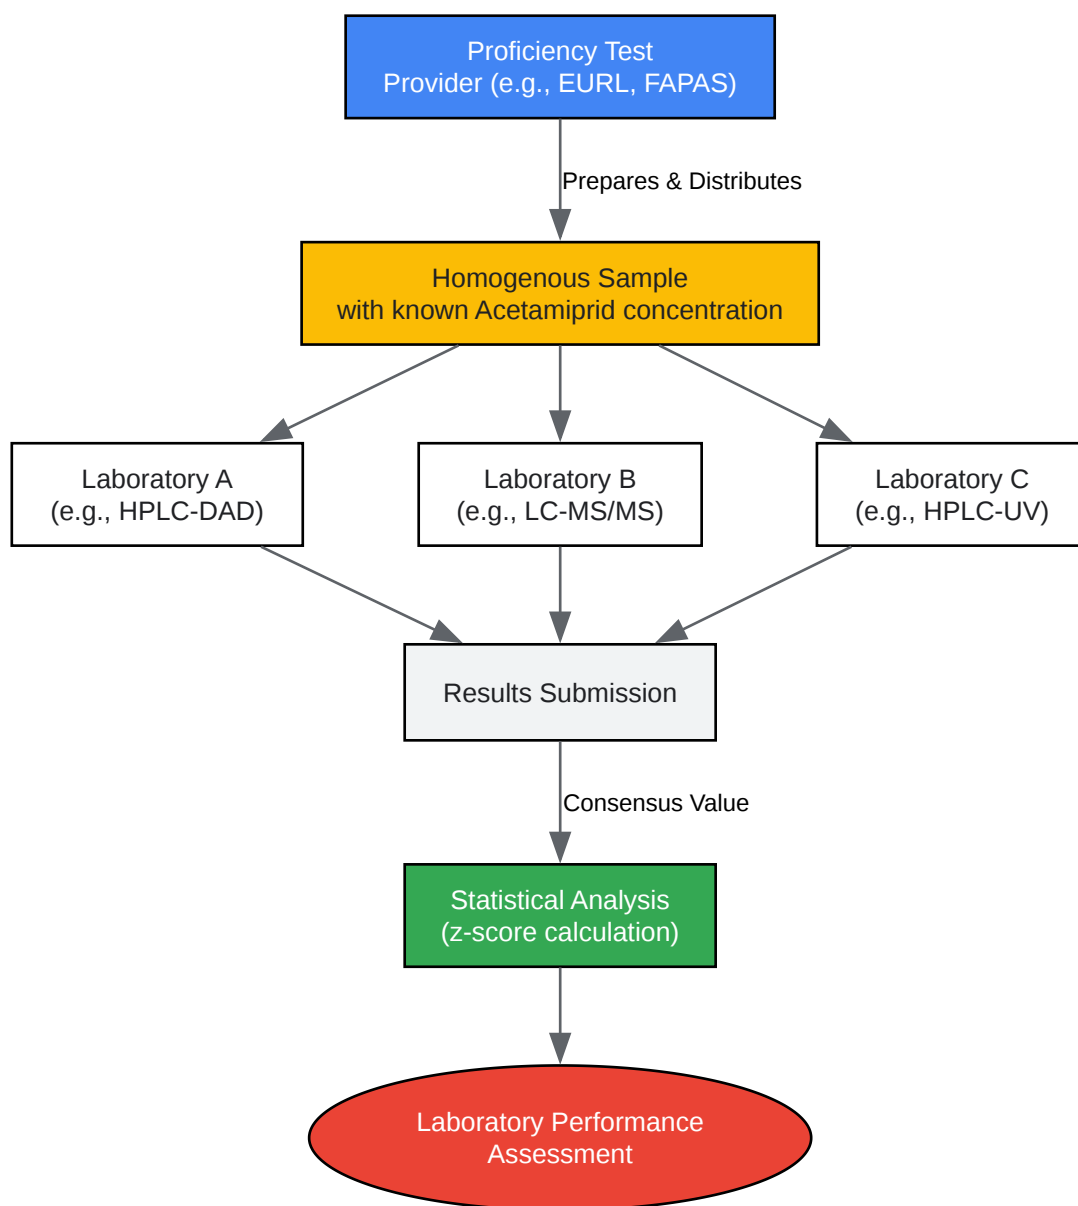 Proficiency Test
Provider (e.g., EURL, FAPAS)
Prepares & Distributes
Homogenous Sample
with known Acetamiprid concentration
Laboratory A
(e.g., HPLC-DAD)
Laboratory B
(e.g., LC-MS/MS)
Laboratory C
(e.g., HPLC-UV)
Results Submission
Consensus Value
Statistical Analysis
(z-score calculation)
Laboratory Performance
Assessment